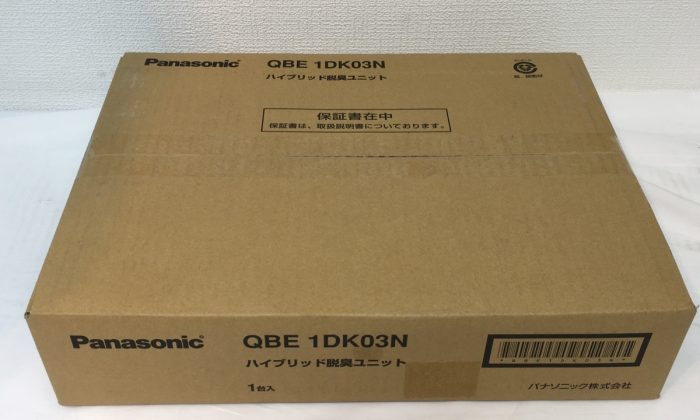 Panasonic QBE 1DK03N
ハイブリッド脱臭ユニット
保証書在中
保証書は、取扱説明書についております。
Panasonic QBE 1DK03N
ハイブリッド脱臭ユニット
1台入
パナソニック株式会社